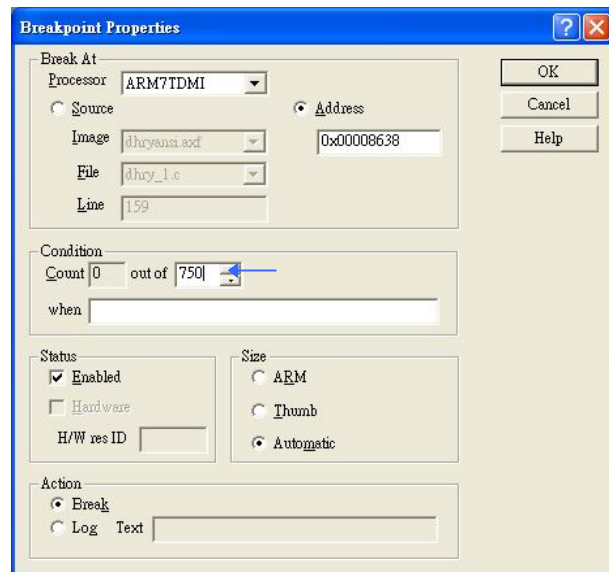 Breakpoint Properties
Break At
Processor ARM7TDMI
Source
Address
Image dhryansi.axf
0x00008638
File dhry_1.c
Line 159
OK
Cancel
Help
Condition
Count 0 out of 750
when
Status
Enabled
Hardware
H/W res ID
Size
ARM
Thumb
Automatic
Action
Break
Log Text